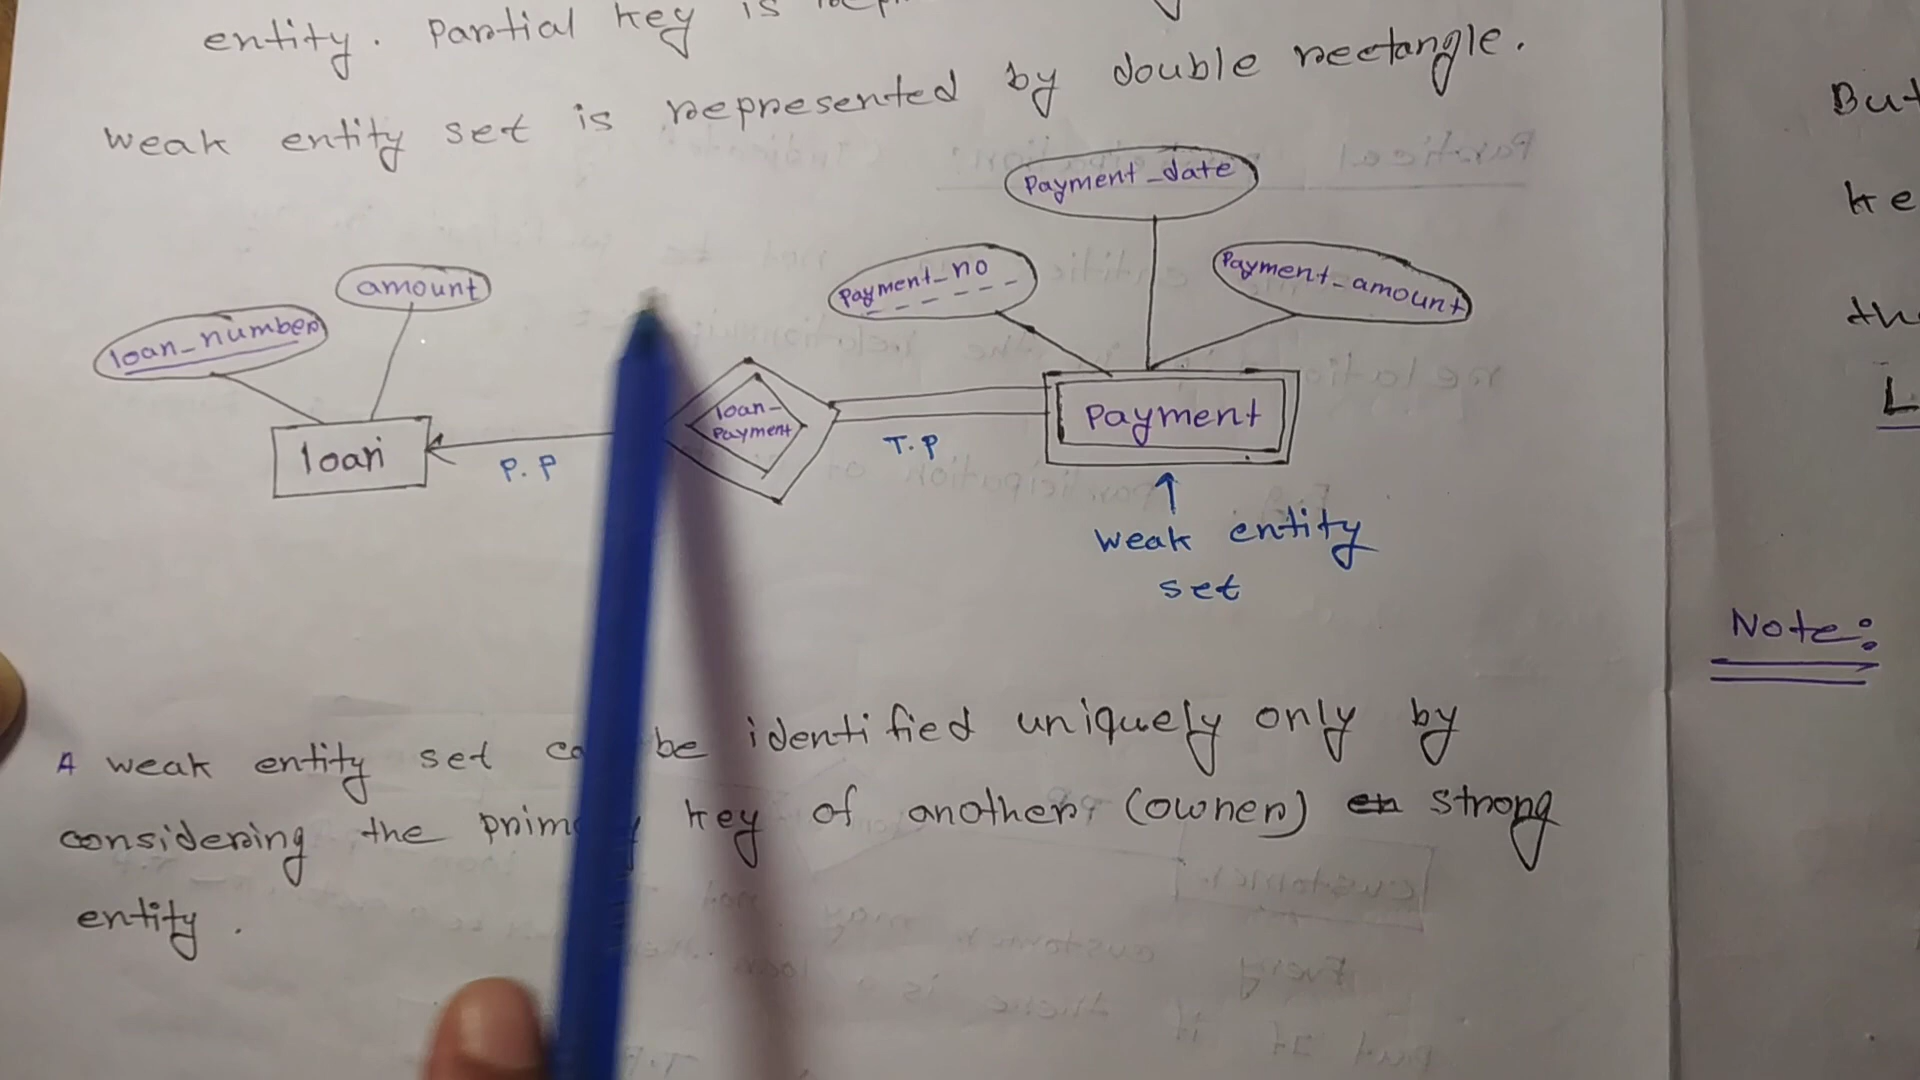 entity. Partial key is
weak entity set is represented by double rectangle.
Payment_date
Payment_no
Payment_amount
amount
loan_number
loan-
Payment
Payment
loan
P.P
T.P
weak entity
set
A weak entity set be identified uniquely only by
considering the key of another (owner) strong
entity.
But
ke
the
L
Note: